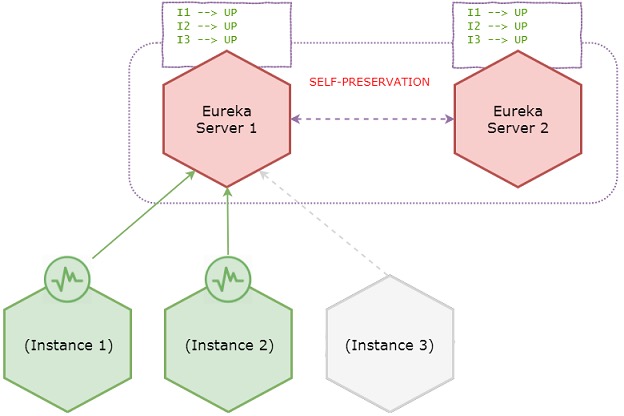 I1 --> UP
I2 --> UP
I3 --> UP
I1 --> UP
I2 --> UP
I3 --> UP
SELF-PRESERVATION
Eureka
Server 1
Eureka
Server 2
(Instance 1)
(Instance 2)
(Instance 3)